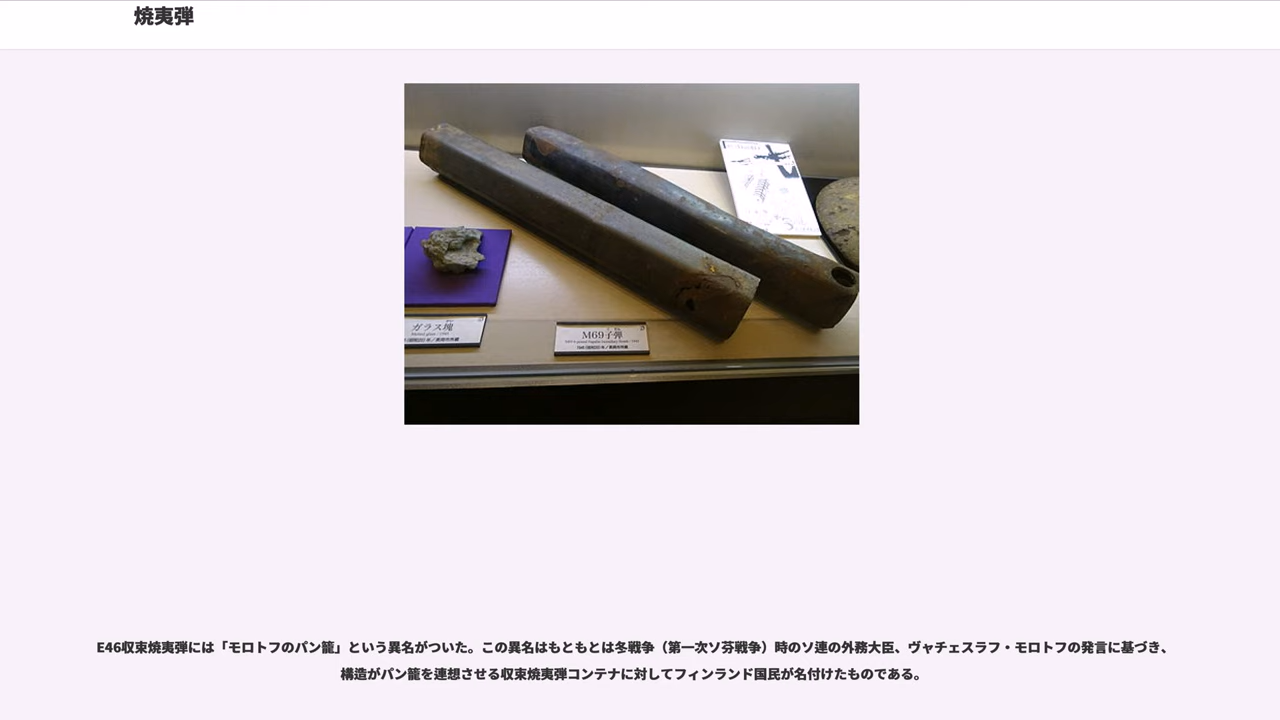 焼夷弾
ガラス塊
M69子弾
E46収束焼夷弾には「モロトフのパン籠」という異名がついた。この異名はもともとは冬戦争（第一次ソ芬戦争）時のソ連の外務大臣、ヴャチェスラフ・モロトフの発言に基づき、
構造がパン籠を連想させる収束焼夷弾コンテナに対してフィンランド国民が名付けたものである。